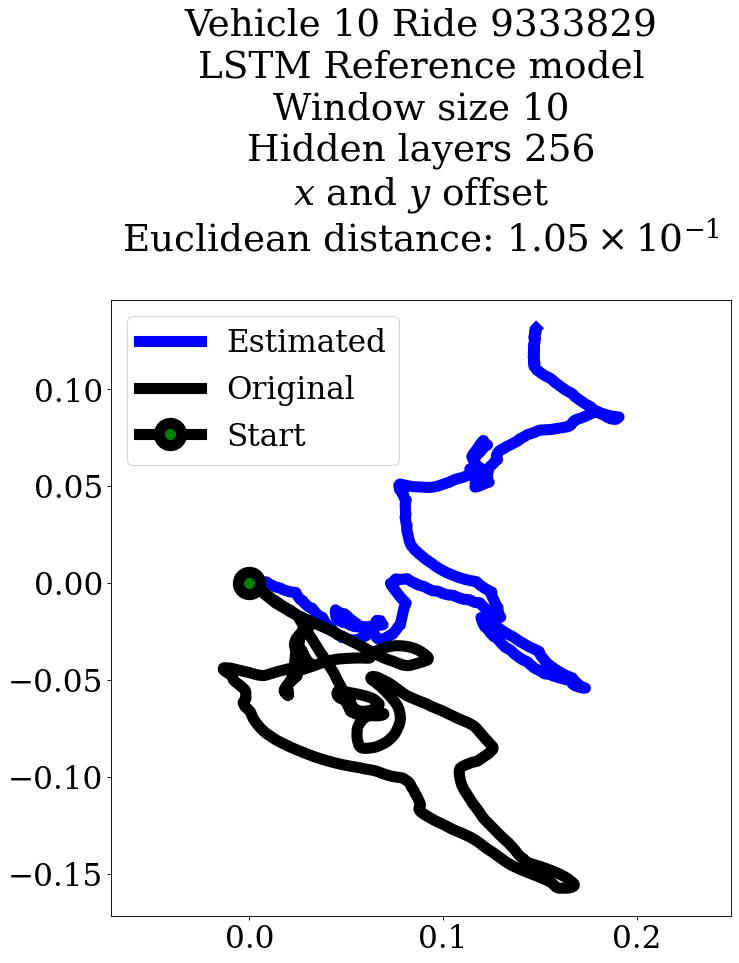 Vehicle 10 Ride 9333829
LSTM Reference model
Window size 10
Hidden layers 256
x and y offset
Euclidean distance: 1.05 × 10⁻¹
Estimated
Original
Start
0.10
0.05
0.00
−0.05
−0.10
−0.15
0.0 0.1 0.2